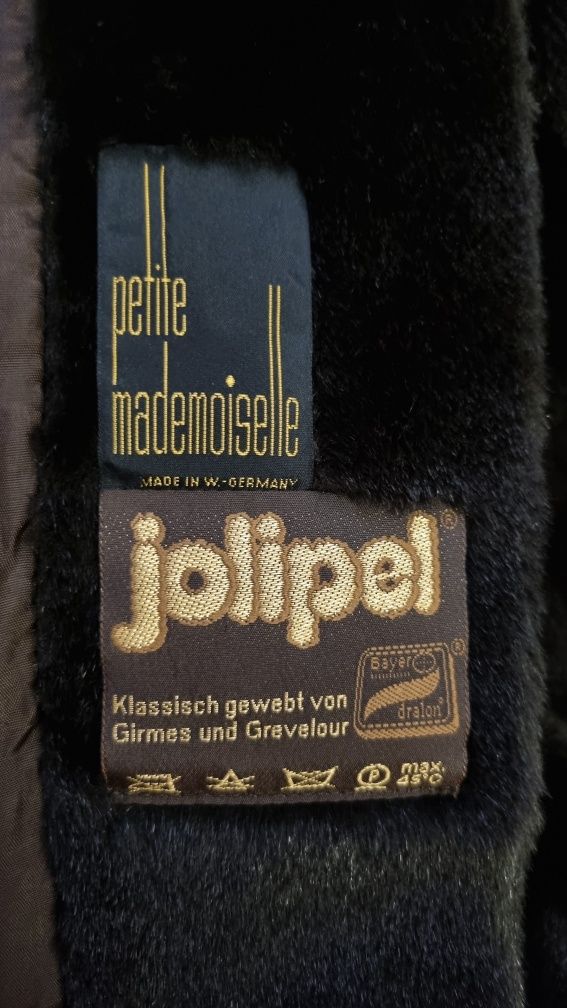 petite
mademoiselle
MADE IN W.-GERMANY
jolipel®
Bayer ®
dralon®
Klassisch gewebt von
Girmes und Grevelour
P max.
45°C